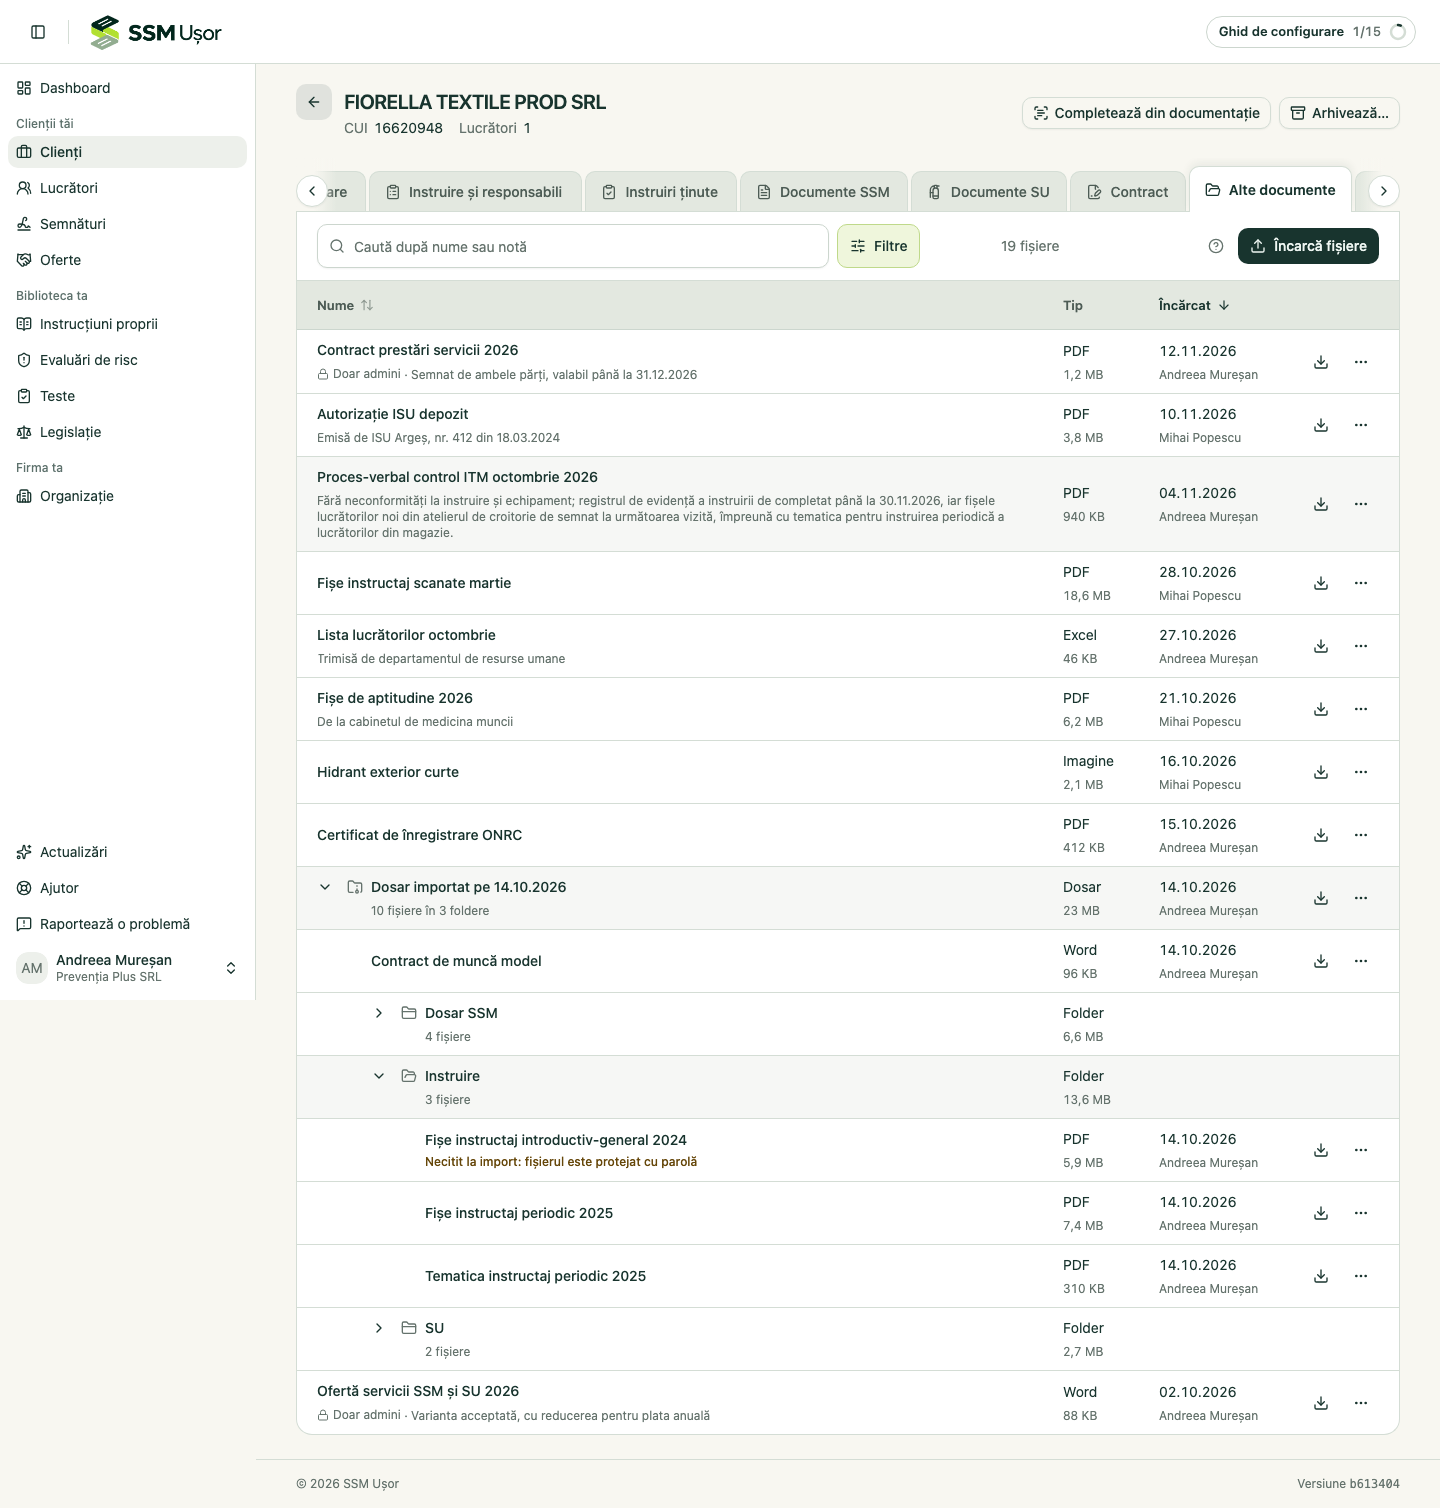 SSM Ușor
Ghid de configurare 1/15
Dashboard
Clienții tăi
Clienți
Lucrători
Semnături
Oferte
Biblioteca ta
Instrucțiuni proprii
Evaluări de risc
Teste
Legislație
Firma ta
Organizație
Actualizări
Ajutor
Raportează o problemă
AM
Andreea Mureșan
Prevenția Plus SRL
FIORELLA TEXTILE PROD SRL
CUI 16620948 Lucrători 1
Completează din documentație
Arhivează...
are
Instruire și responsabili
Instruiri ținute
Documente SSM
Documente SU
Contract
Alte documente
Caută după nume sau notă
Filtre
19 fișiere
Încarcă fișiere
Nume Tip Încărcat
Contract prestări servicii 2026 PDF 12.11.2026
Doar admini · Semnat de ambele părți, valabil până la 31.12.2026 1,2 MB Andreea Mureșan
Autorizație ISU depozit PDF 10.11.2026
Emisă de ISU Argeș, nr. 412 din 18.03.2024 3,8 MB Mihai Popescu
Proces-verbal control ITM octombrie 2026
Fără neconformități la instruire și echipament; registrul de evidență a instruirii de completat până la 30.11.2026, iar fișele
lucrătorilor noi din atelierul de croitorie de semnat la următoarea vizită, împreună cu tematica pentru instruirea periodică a
lucrătorilor din magazie.
PDF 04.11.2026
940 KB Andreea Mureșan
Fișe instructaj scanate martie
PDF 28.10.2026
18,6 MB Mihai Popescu
Lista lucrătorilor octombrie Excel 27.10.2026
Trimisă de departamentul de resurse umane 46 KB Andreea Mureșan
Fișe de aptitudine 2026 PDF 21.10.2026
De la cabinetul de medicina muncii 6,2 MB Mihai Popescu
Hidrant exterior curte
Imagine 16.10.2026
2,1 MB Mihai Popescu
Certificat de înregistrare ONRC
PDF 15.10.2026
412 KB Andreea Mureșan
Dosar importat pe 14.10.2026 Dosar 14.10.2026
10 fișiere în 3 foldere 23 MB Andreea Mureșan
Contract de muncă model
Word 14.10.2026
96 KB Andreea Mureșan
Dosar SSM Folder
4 fișiere 6,6 MB
Instruire Folder
3 fișiere 13,6 MB
Fișe instructaj introductiv-general 2024 PDF 14.10.2026
Necitit la import: fișierul este protejat cu parolă 5,9 MB Andreea Mureșan
Fișe instructaj periodic 2025
PDF 14.10.2026
7,4 MB Andreea Mureșan
Tematica instructaj periodic 2025
PDF 14.10.2026
310 KB Andreea Mureșan
SU Folder
2 fișiere 2,7 MB
Ofertă servicii SSM și SU 2026 Word 02.10.2026
Doar admini · Varianta acceptată, cu reducerea pentru plata anuală 88 KB Andreea Mureșan
© 2026 SSM Ușor
Versiune b613404